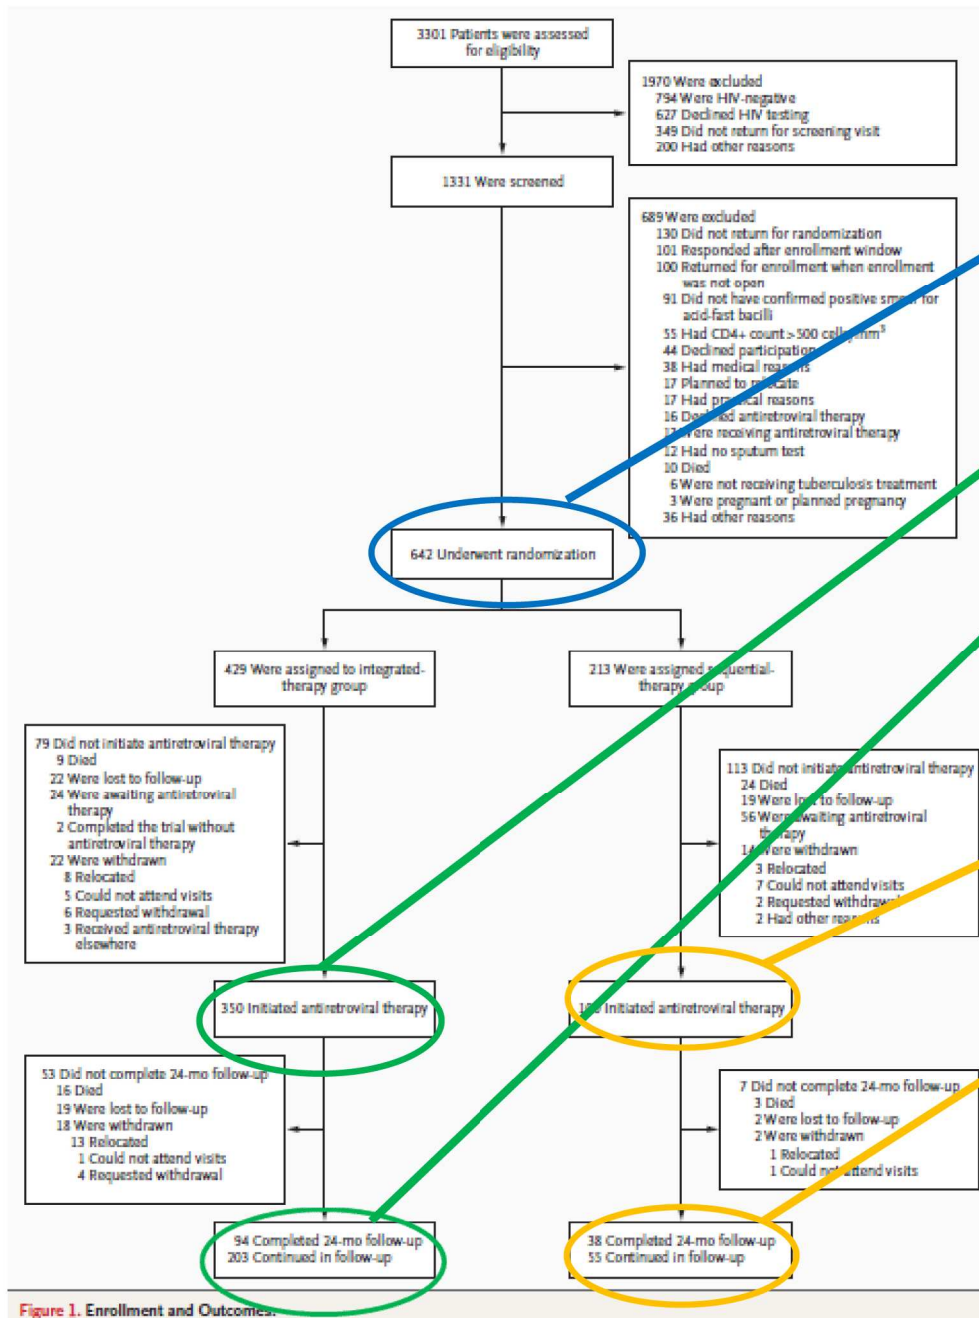 3301 Patients were assessed
for eligibility
1970 Were excluded
794 Were HIV-negative
627 Declined HIV testing
349 Did not return for screening visit
200 Had other reasons
1331 Were screened
689 Were excluded
130 Did not return for randomization
101 Responded after enrollment window
100 Returned for enrollment when enrollment
was not open
91 Did not have confirmed positive smear for
acid-fast bacilli
55 Had CD4+ count >500 cells/mm³
44 Declined participation
38 Had medical reasons
17 Planned to relocate
17 Had practical reasons
16 Declined antiretroviral therapy
Were receiving antiretroviral therapy
12 Had no sputum test
10 Died
6 Were not receiving tuberculosis treatment
3 Were pregnant or planned pregnancy
36 Had other reasons
642 Underwent randomization
429 Were assigned to integrated-
therapy group
213 Were assigned sequential-
therapy group
79 Did not initiate antiretroviral therapy
9 Died
22 Were lost to follow-up
24 Were awaiting antiretroviral
therapy
2 Completed the trial without
antiretroviral therapy
22 Were withdrawn
8 Relocated
5 Could not attend visits
6 Requested withdrawal
3 Received antiretroviral therapy
elsewhere
113 Did not initiate antiretroviral therapy
24 Died
19 Were lost to follow-up
56 Were awaiting antiretroviral
therapy
14 Were withdrawn
3 Relocated
7 Could not attend visits
2 Requested withdrawal
2 Had other reasons
350 Initiated antiretroviral therapy
Initiated antiretroviral therapy
53 Did not complete 24-mo follow-up
16 Died
19 Were lost to follow-up
18 Were withdrawn
13 Relocated
1 Could not attend visits
4 Requested withdrawal
7 Did not complete 24-mo follow-up
3 Died
2 Were lost to follow-up
2 Were withdrawn
1 Relocated
1 Could not attend visits
94 Completed 24-mo follow-up
203 Continued in follow-up
38 Completed 24-mo follow-up
55 Continued in follow-up
Figure 1. Enrollment and Outcomes.